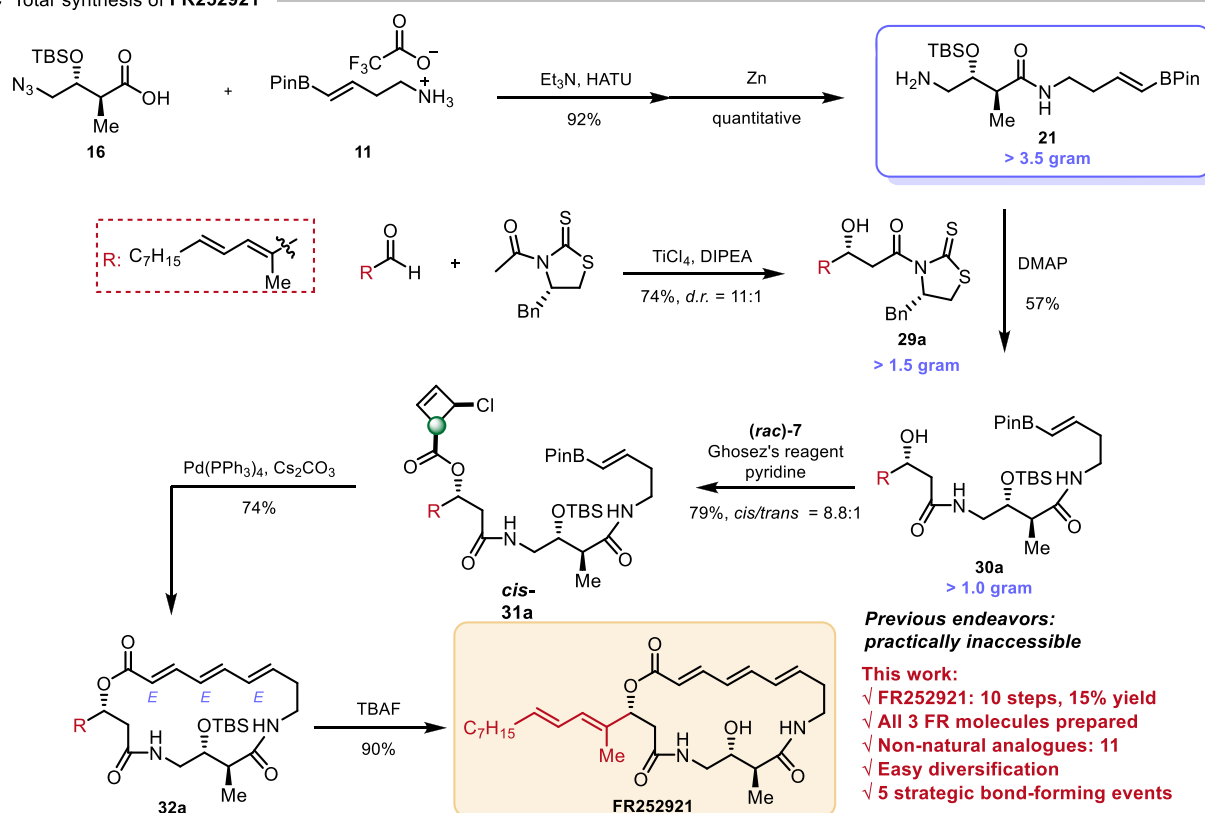 Total synthesis of FR252921
TBSO
O
N3
OH
Me
16
+
O
F3C
O−
PinB
+
NH3
11
Et3N, HATU
92%
Zn
quantitative
TBSO
O
NH2
N
H
BPin
Me
21
> 3.5 gram
R:
C7H15
Me
O
R
H
+
O
S
N
S
Bn
TiCl4, DIPEA
74%, d.r. = 11:1
OH
O
S
R
N
S
Bn
29a
> 1.5 gram
DMAP
57%
Cl
O
O
R
PinB
H
N
TBSO
HN
O
O
Me
cis-
31a
(rac)-7
Ghosez's reagent
pyridine
79%, cis/trans = 8.8:1
PinB
OH
R
H
N
OTBS
HN
O
O
Me
30a
> 1.0 gram
Pd(PPh3)4, Cs2CO3
74%
O
O
E
E
E
R
H
N
OTBS
HN
O
O
Me
32a
TBAF
90%
O
O
C7H15
Me
OH
HN
H
N
O
O
Me
FR252921
Previous endeavors:
practically inaccessible
This work:
√ FR252921: 10 steps, 15% yield
√ All 3 FR molecules prepared
√ Non-natural analogues: 11
√ Easy diversification
√ 5 strategic bond-forming events